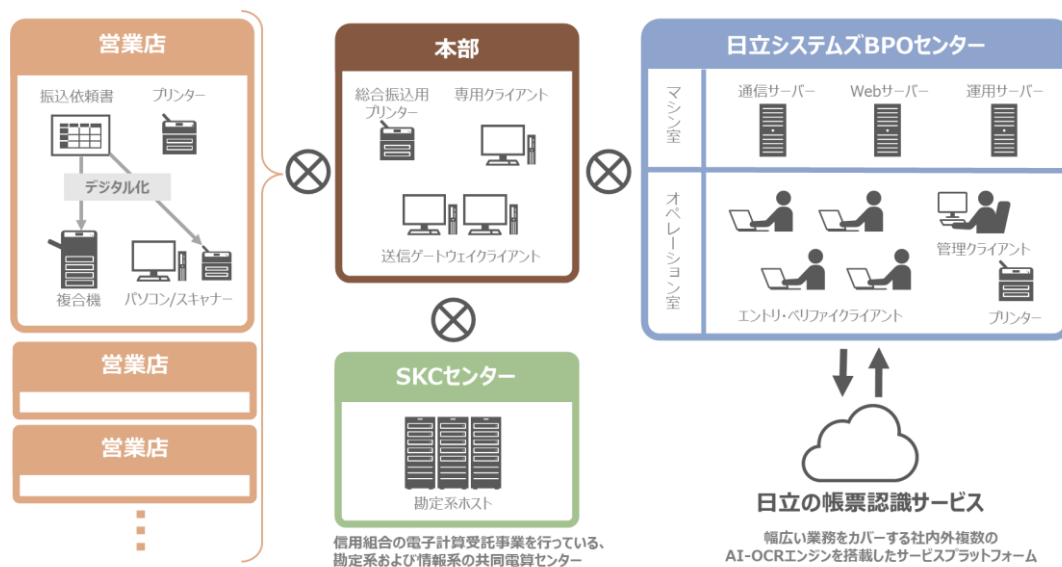 営業店
振込依頼書
プリンター
デジタル化
複合機
パソコン/スキャナー
営業店
営業店
本部
総合振込用
プリンター
専用クライアント
送信ゲートウェイクライアント
SKCセンター
勘定系ホスト
信用組合の電子計算受託事業を行っている、
勘定系および情報系の共同電算センター
日立システムズBPOセンター
マシン室
通信サーバー
Webサーバー
運用サーバー
オペレーション室
管理クライアント
エントリ・ベリファイクライアント
プリンター
日立の帳票認識サービス
幅広い業務をカバーする社内外複数の
AI-OCRエンジンを搭載したサービスプラットフォーム